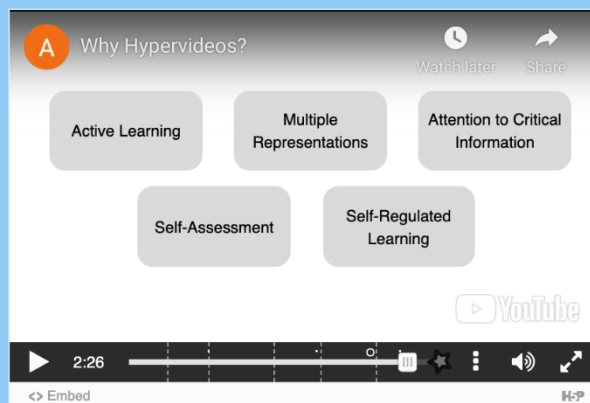 A Why Hypervideos?
Watch later Share
Active Learning
Multiple
Representations
Attention to Critical
Information
Self-Assessment
Self-Regulated
Learning
YouTube
2:26
<> Embed
H5P